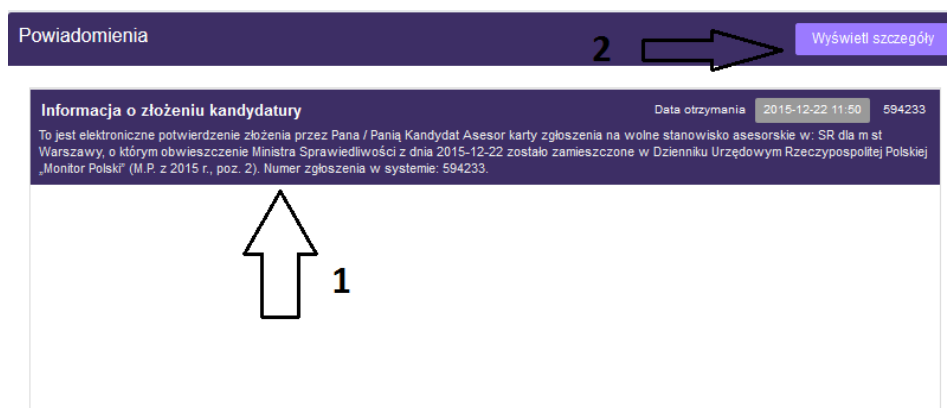 Powiadomienia
2
Wyświetl szczegóły
Informacja o złożeniu kandydatury
Data otrzymania 2015-12-22 11:50 594233
To jest elektroniczne potwierdzenie złożenia przez Pana / Panią Kandydat Asesor karty zgłoszenia na wolne stanowisko asesorskie w: SR dla m st
Warszawy, o którym obwieszczenie Ministra Sprawiedliwości z dnia 2015-12-22 zostało zamieszczone w Dzienniku Urzędowym Rzeczypospolitej Polskiej
„Monitor Polski” (M.P. z 2015 r., poz. 2). Numer zgłoszenia w systemie: 594233.
1